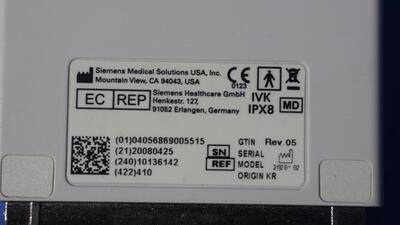 Siemens Medical Solutions USA, Inc.
Mountain View, CA 94043, USA
CE
0123
EC REP
Siemens Healthcare GmbH
Henkestr. 127,
91052 Erlangen, Germany
IVK
IPX8 MD
(01)04056869005515 GTIN Rev.05
(21)20080425 SN SERIAL
(240)10136142 REF MODEL
(422)410 ORIGIN KR